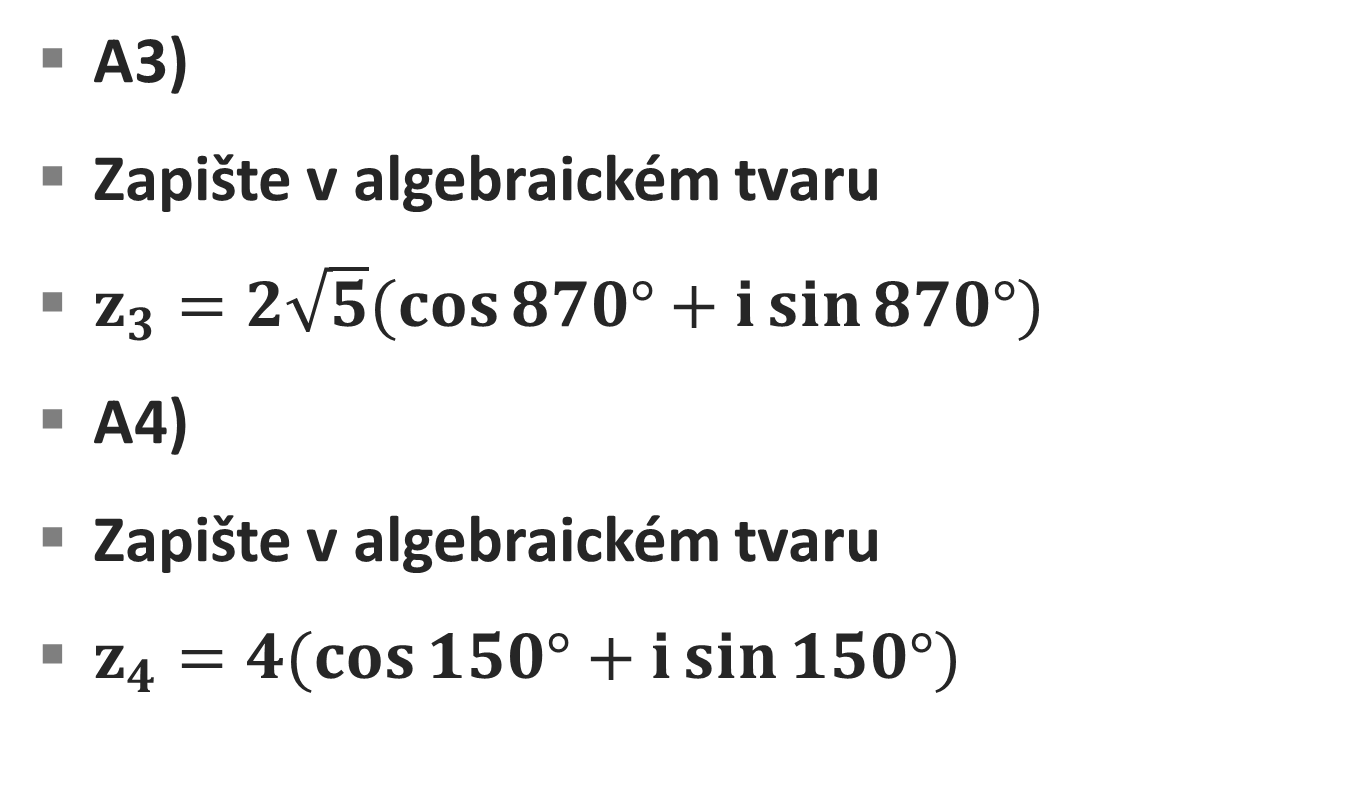 ▪ A3)
▪ Zapište v algebraickém tvaru
▪ z₃ = 2√5(cos 870° + i sin 870°)
▪ A4)
▪ Zapište v algebraickém tvaru
▪ z₄ = 4(cos 150° + i sin 150°)